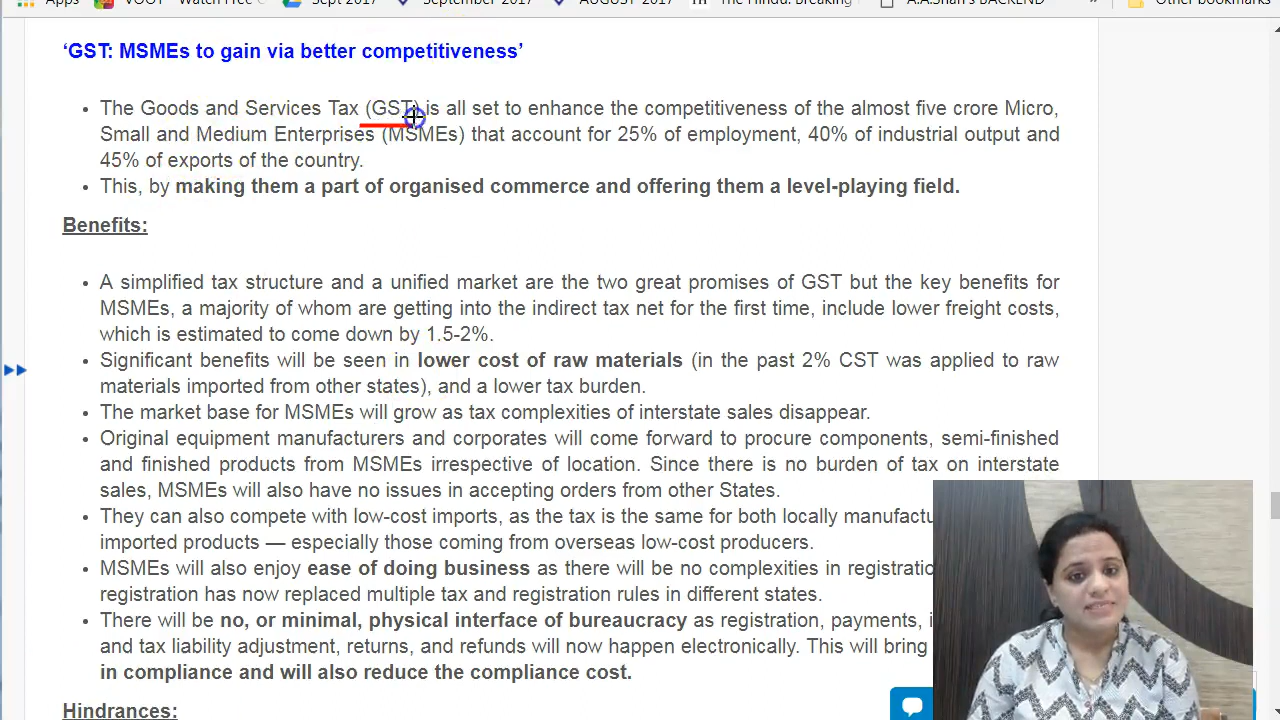 Apps
Sept 2017
September 2017
AUGUST 2017
The Hindu: Breaking
A.A.Shah's BACKEND
Other bookmarks
‘GST: MSMEs to gain via better competitiveness’
• The Goods and Services Tax (GST) is all set to enhance the competitiveness of the almost five crore Micro,
Small and Medium Enterprises (MSMEs) that account for 25% of employment, 40% of industrial output and
45% of exports of the country.
• This, by making them a part of organised commerce and offering them a level-playing field.
Benefits:
• A simplified tax structure and a unified market are the two great promises of GST but the key benefits for
MSMEs, a majority of whom are getting into the indirect tax net for the first time, include lower freight costs,
which is estimated to come down by 1.5-2%.
• Significant benefits will be seen in lower cost of raw materials (in the past 2% CST was applied to raw
materials imported from other states), and a lower tax burden.
• The market base for MSMEs will grow as tax complexities of interstate sales disappear.
• Original equipment manufacturers and corporates will come forward to procure components, semi-finished
and finished products from MSMEs irrespective of location. Since there is no burden of tax on interstate
sales, MSMEs will also have no issues in accepting orders from other States.
• They can also compete with low-cost imports, as the tax is the same for both locally manufactu
imported products — especially those coming from overseas low-cost producers.
• MSMEs will also enjoy ease of doing business as there will be no complexities in registratio
registration has now replaced multiple tax and registration rules in different states.
• There will be no, or minimal, physical interface of bureaucracy as registration, payments, i
and tax liability adjustment, returns, and refunds will now happen electronically. This will bring
in compliance and will also reduce the compliance cost.
Hindrances: